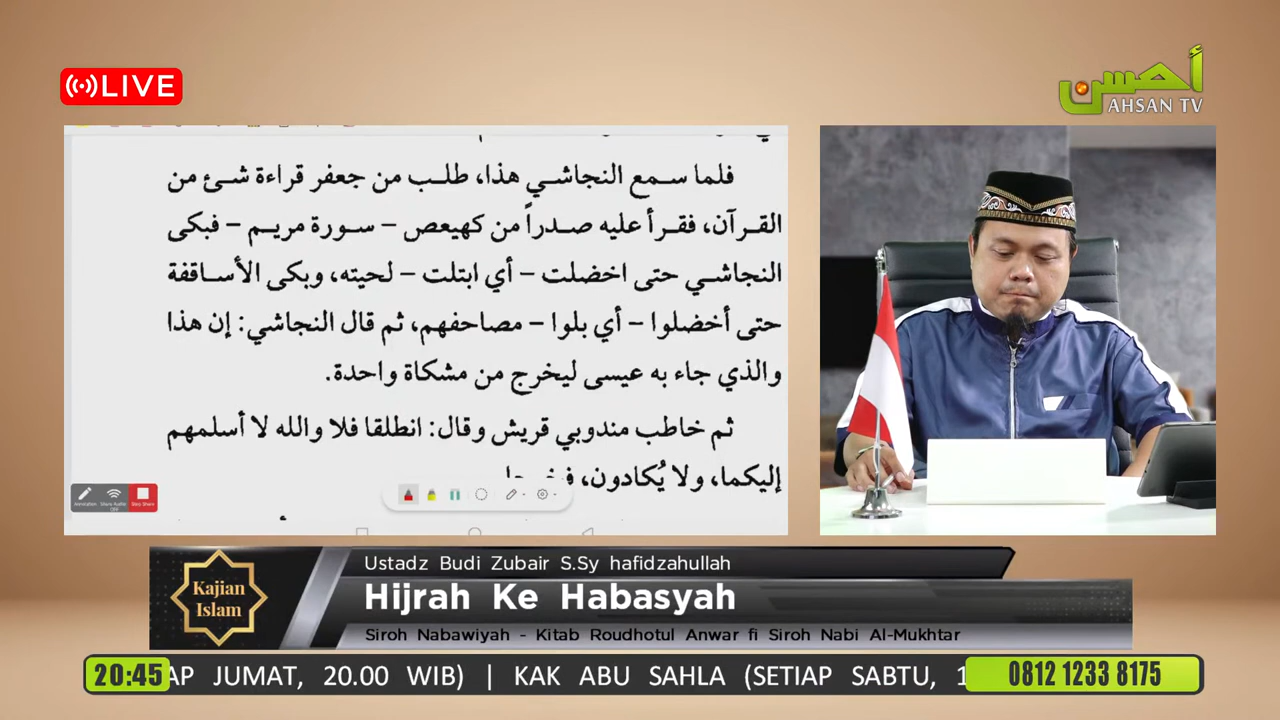 LIVE
أحسن
AHSAN TV
فلما سمع النجاشي هذا، طلب من جعفر قراءة شئ من
القرآن، فقرأ عليه صدراً من كهيعص – سورة مريم – فبكى
النجاشي حتى اخضلت – أي ابتلت – لحيته، وبكى الأساقفة
حتى أخضلوا – أي بلوا – مصاحفهم، ثم قال النجاشي: إن هذا
والذي جاء به عيسى ليخرج من مشكاة واحدة.
ثم خاطب مندوبي قريش وقال: انطلقا فلا والله لا أسلمهم
إليكما، ولا يُكادون،
Kajian
Islam
Ustadz Budi Zubair S.Sy hafidzahullah
Hijrah Ke Habasyah
Siroh Nabawiyah - Kitab Roudhotul Anwar fi Siroh Nabi Al-Mukhtar
20:45 AP JUMAT, 20.00 WIB) | KAK ABU SAHLA (SETIAP SABTU, 1 0812 1233 8175